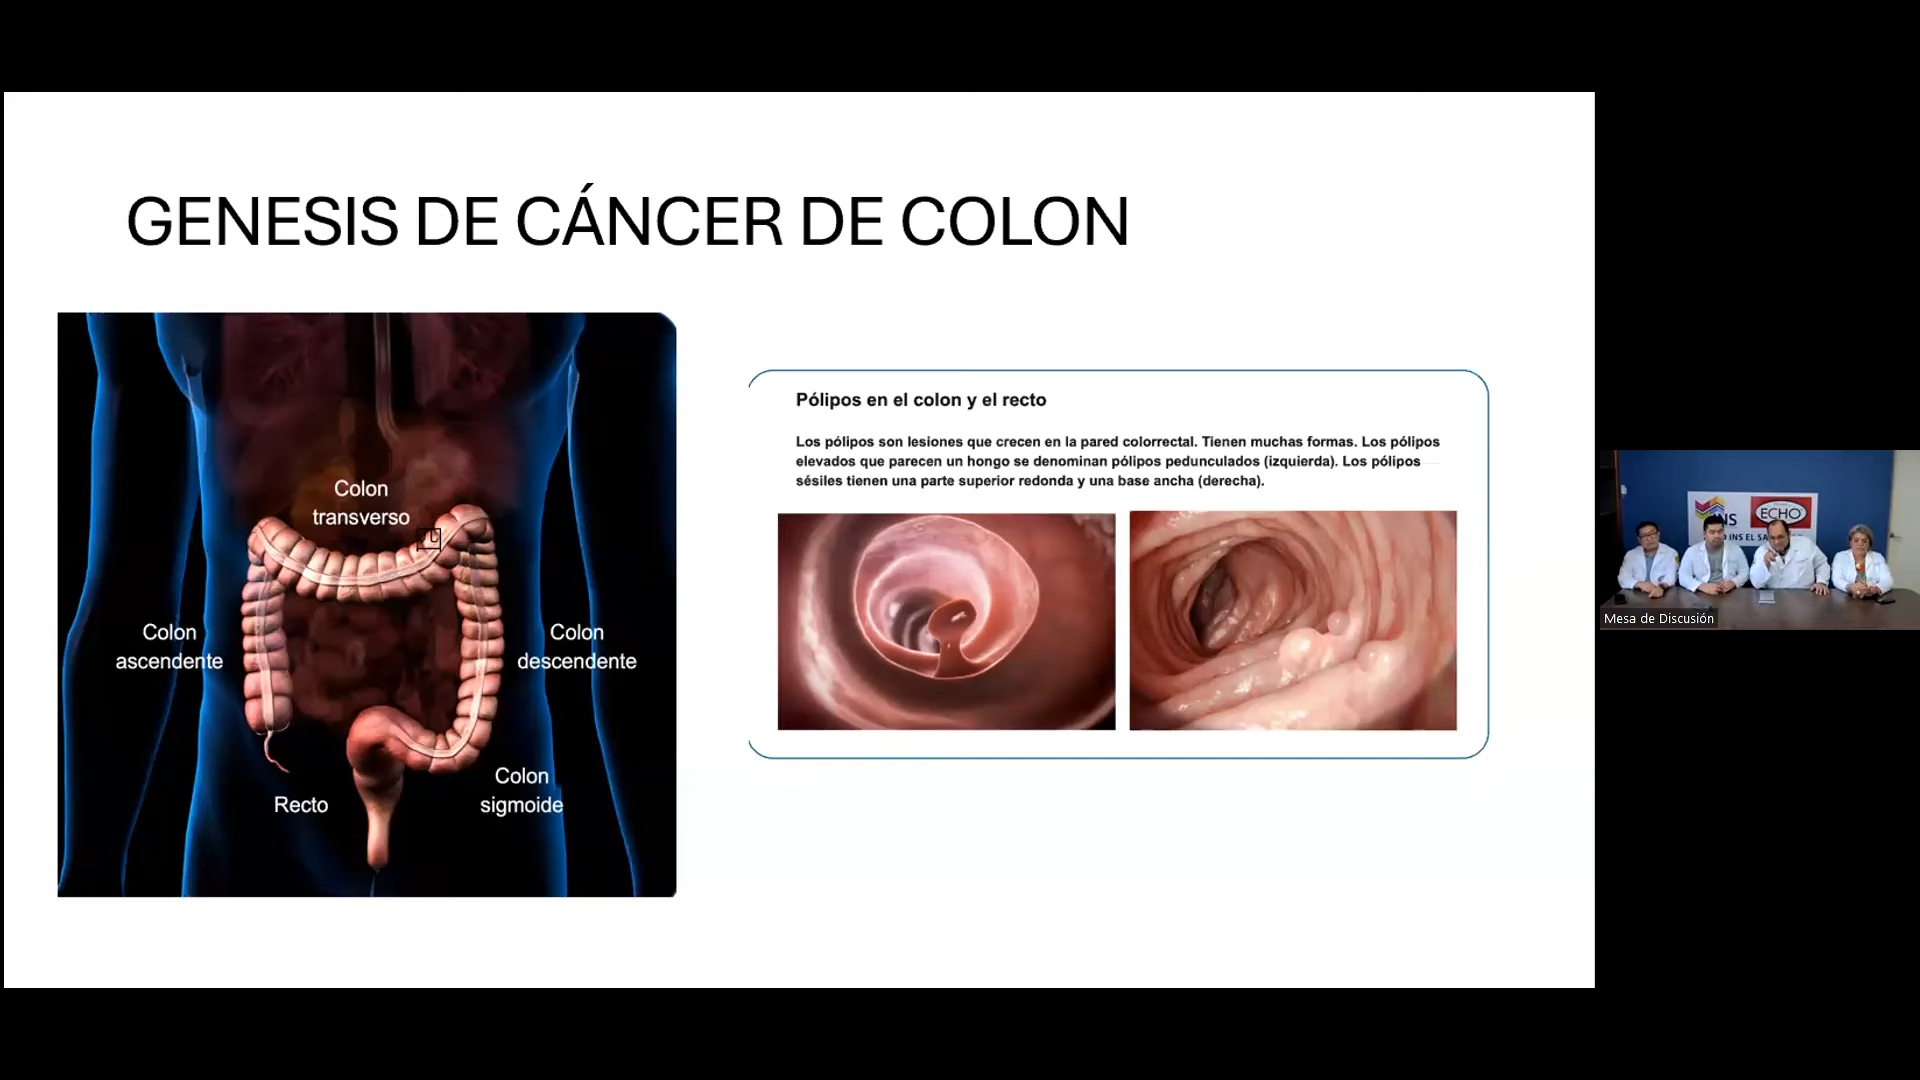 GENESIS DE CÁNCER DE COLON
Colon
transverso
Colon
ascendente
Colon
descendente
Colon
sigmoide
Recto
Pólipos en el colon y el recto
Los pólipos son lesiones que crecen en la pared colorrectal. Tienen muchas formas. Los pólipos
elevados que parecen un hongo se denominan pólipos pedunculados (izquierda). Los pólipos
sésiles tienen una parte superior redonda y una base ancha (derecha).
INS
ECHO
INS EL
Mesa de Discusión